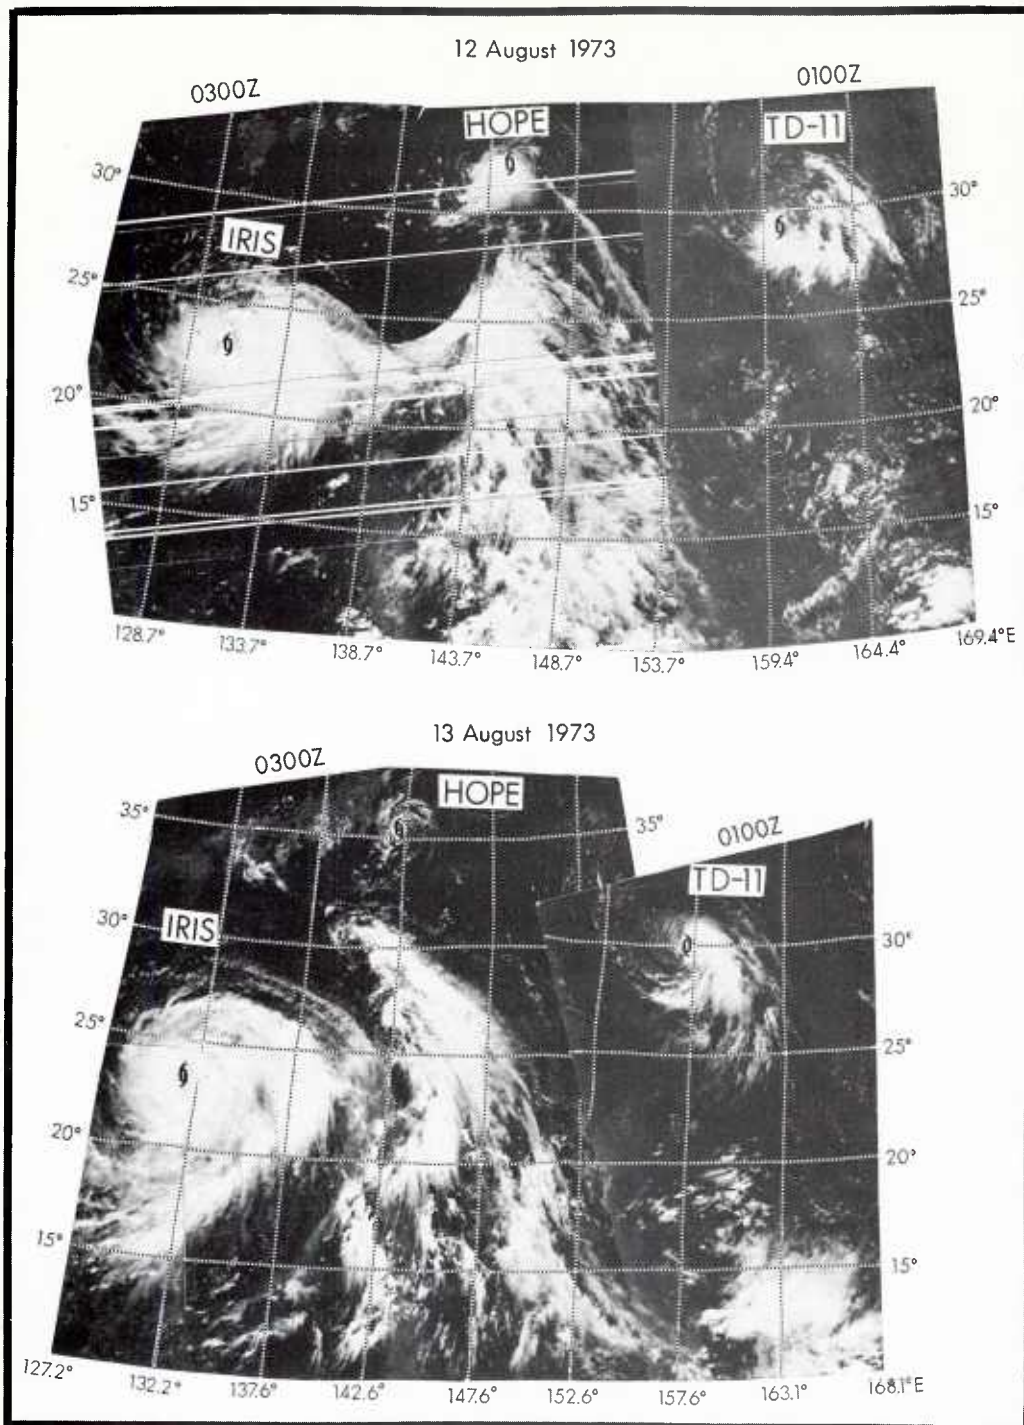 12 August 1973
0300Z
0100Z
HOPE
TD-11
30°
30°
IRIS
25°
25°
20°
20°
15°
15°
128.7°
133.7°
138.7°
143.7°
148.7°
153.7°
159.4°
164.4°
169.4°E
13 August 1973
0300Z
HOPE
35°
35°
0100Z
TD-11
30°
IRIS
30°
25°
25°
20°
20°
15°
15°
127.2°
132.2°
137.6°
142.6°
147.6°
152.6°
157.6°
163.1°
168.1°E